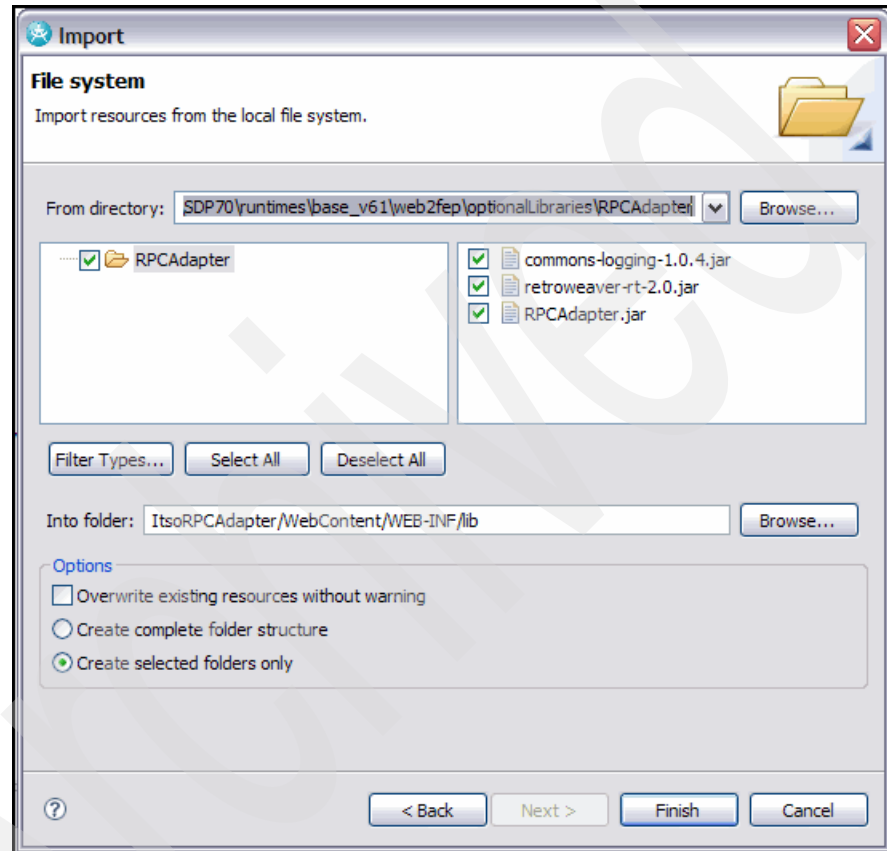 Import
File system
Import resources from the local file system.
From directory: SDP70\runtimes\base_v61\web2fep\optionalLibraries\RPCAdapter Browse...
RPCAdapter
commons-logging-1.0.4.jar
retroweaver-rt-2.0.jar
RPCAdapter.jar
Filter Types... Select All Deselect All
Into folder: ItsoRPCAdapter/WebContent/WEB-INF/lib Browse...
Options
Overwrite existing resources without warning
Create complete folder structure
Create selected folders only
? < Back Next > Finish Cancel